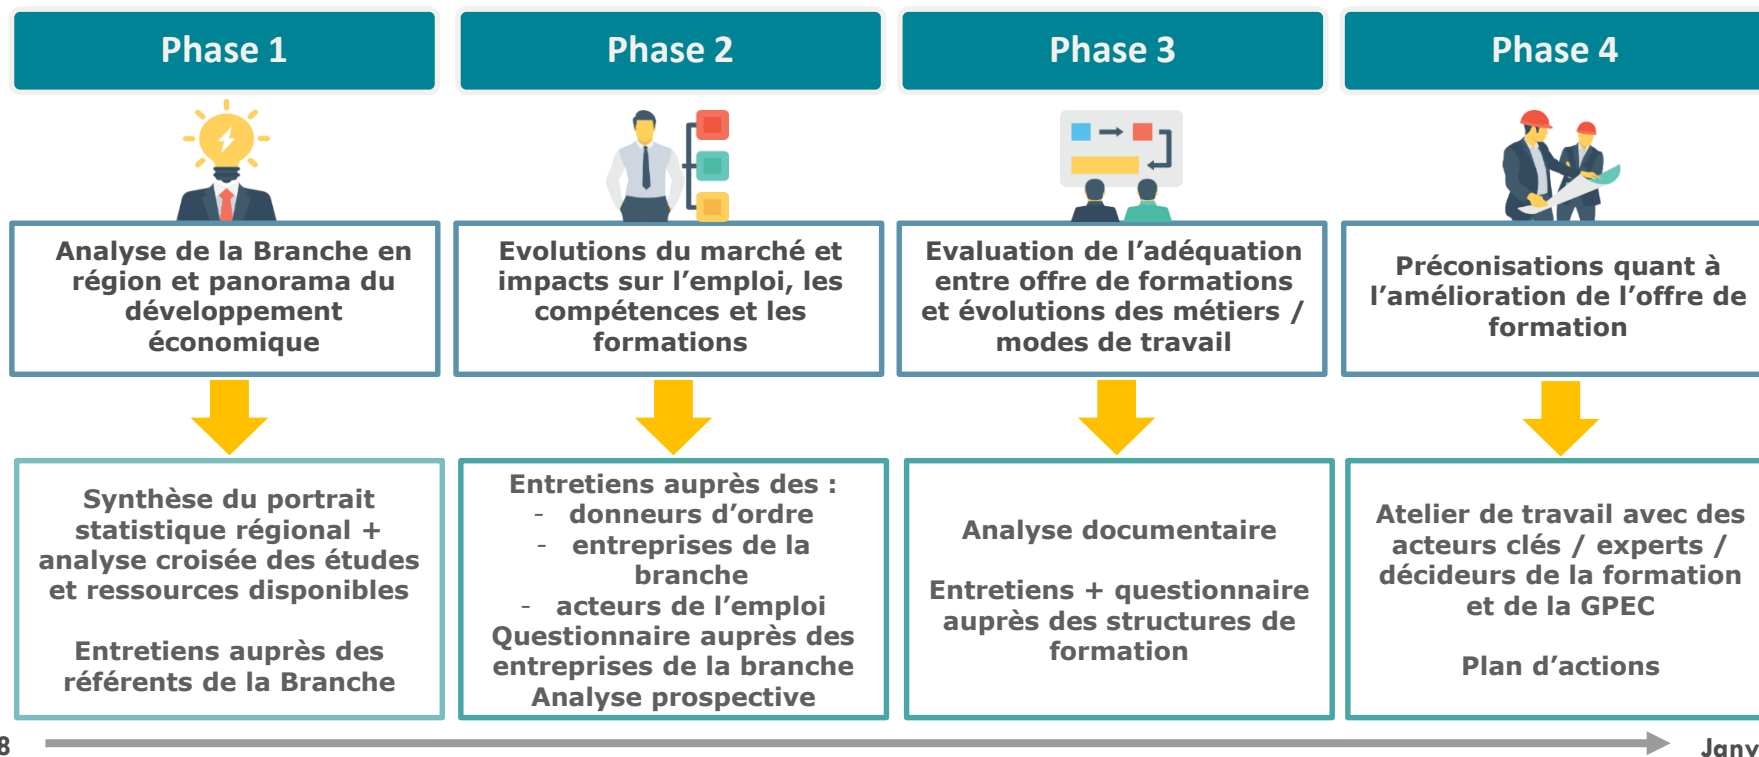 Phase 1
Phase 2
Phase 3
Phase 4
Analyse de la Branche en
région et panorama du
développement
économique
Evolutions du marché et
impacts sur l’emploi, les
compétences et les
formations
Evaluation de l’adéquation
entre offre de formations
et évolutions des métiers /
modes de travail
Préconisations quant à
l’amélioration de l’offre de
formation
Synthèse du portrait
statistique régional +
analyse croisée des études
et ressources disponibles
Entretiens auprès des
référents de la Branche
Entretiens auprès des :
- donneurs d’ordre
- entreprises de la
branche
- acteurs de l’emploi
Questionnaire auprès des
entreprises de la branche
Analyse prospective
Analyse documentaire
Entretiens + questionnaire
auprès des structures de
formation
Atelier de travail avec des
acteurs clés / experts /
décideurs de la formation
et de la GPEC
Plan d’actions
8
Janv